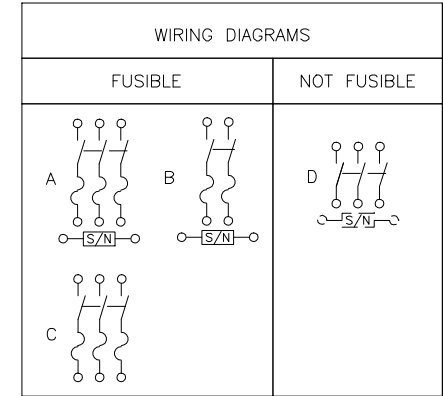 WIRING DIAGRAMS
FUSIBLE
NOT FUSIBLE
A
B
D
S/N
S/N
S/N
C